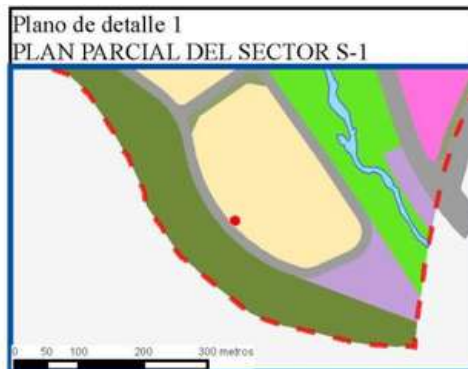 Plano de detalle 1
PLAN PARCIAL DEL SECTOR S-1
0 50 100 200 300 metros